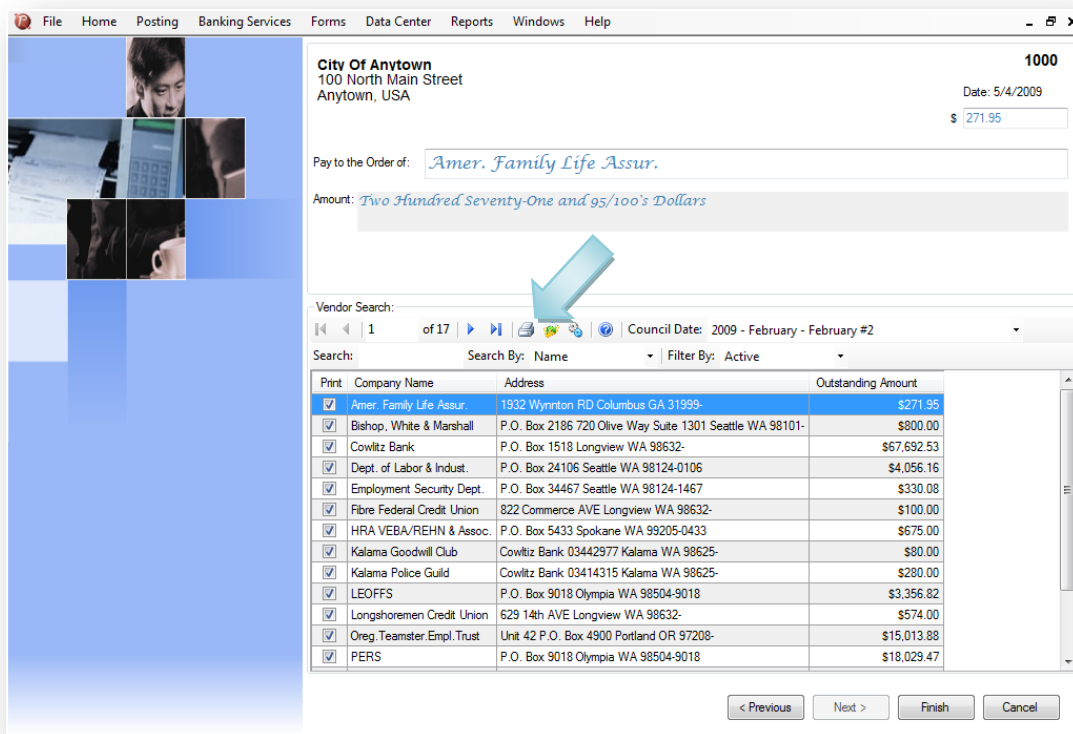 File Home Posting Banking Services Forms Data Center Reports Windows Help
City Of Anytown
1000
100 North Main Street
Anytown, USA
Date: 5/4/2009
$ 271.95
Pay to the Order of: Amer. Family Life Assur.
Amount: Two Hundred Seventy-One and 95/100's Dollars
Vendor Search:
1 of 17 Council Date: 2009 - February - February #2
Search: Search By: Name Filter By: Active
Print Company Name Address Outstanding Amount
Amer. Family Life Assur. 1932 Wynnton RD Columbus GA 31999- $271.95
Bishop, White & Marshall P.O. Box 2186 720 Olive Way Suite 1301 Seattle WA 98101- $800.00
Cowlitz Bank P.O. Box 1518 Longview WA 98632- $67,692.53
Dept. of Labor & Indust. P.O. Box 24106 Seattle WA 98124-0106 $4,056.16
Employment Security Dept. P.O. Box 34467 Seattle WA 98124-1467 $330.08
Fibre Federal Credit Union 822 Commerce AVE Longview WA 98632- $100.00
HRA VEBA/REHN & Assoc. P.O. Box 5433 Spokane WA 99205-0433 $675.00
Kalama Goodwill Club Cowltiz Bank 03442977 Kalama WA 98625- $80.00
Kalama Police Guild Cowlitz Bank 03414315 Kalama WA 98625- $280.00
LEOFFS P.O. Box 9018 Olympia WA 98504-9018 $3,356.82
Longshoremen Credit Union 629 14th AVE Longview WA 98632- $574.00
Oreg.Teamster.Empl.Trust Unit 42 P.O. Box 4900 Portland OR 97208- $15,013.88
PERS P.O. Box 9018 Olympia WA 98504-9018 $18,029.47
< Previous Next > Finish Cancel